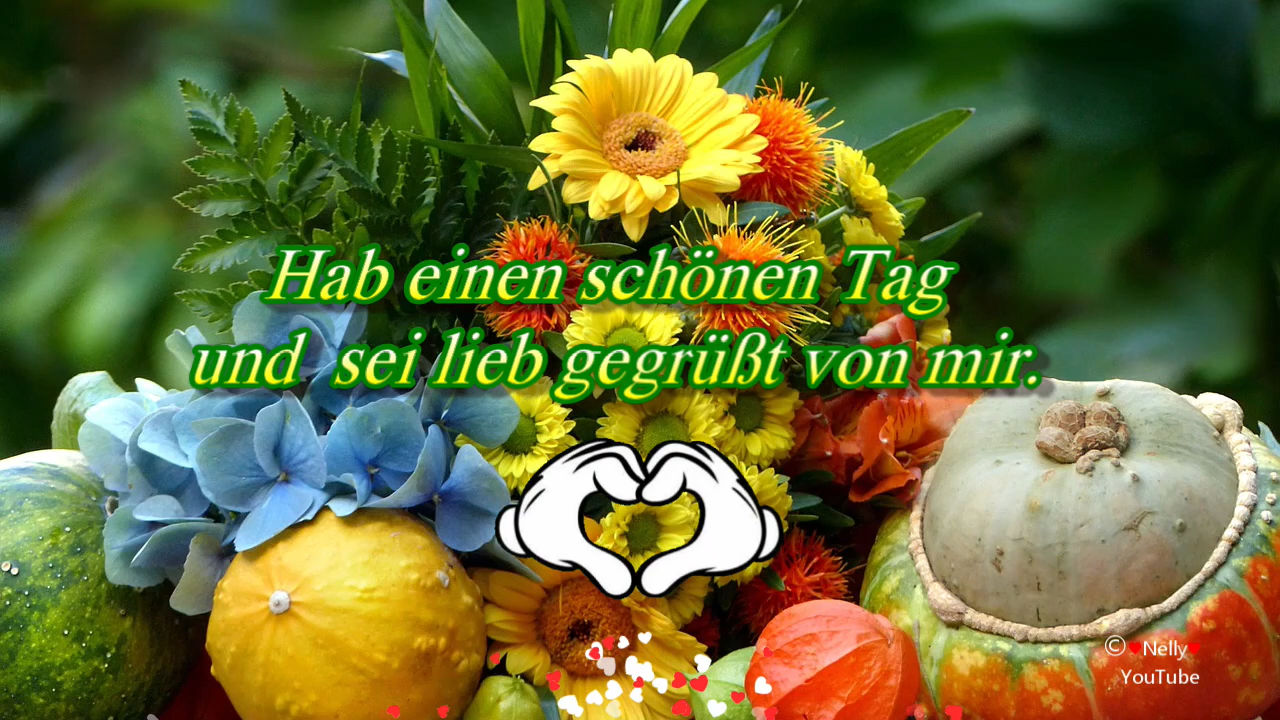 Hab einen schönen Tag
und sei lieb gegrüßt von mir.
© ♥Nelly♥
YouTube